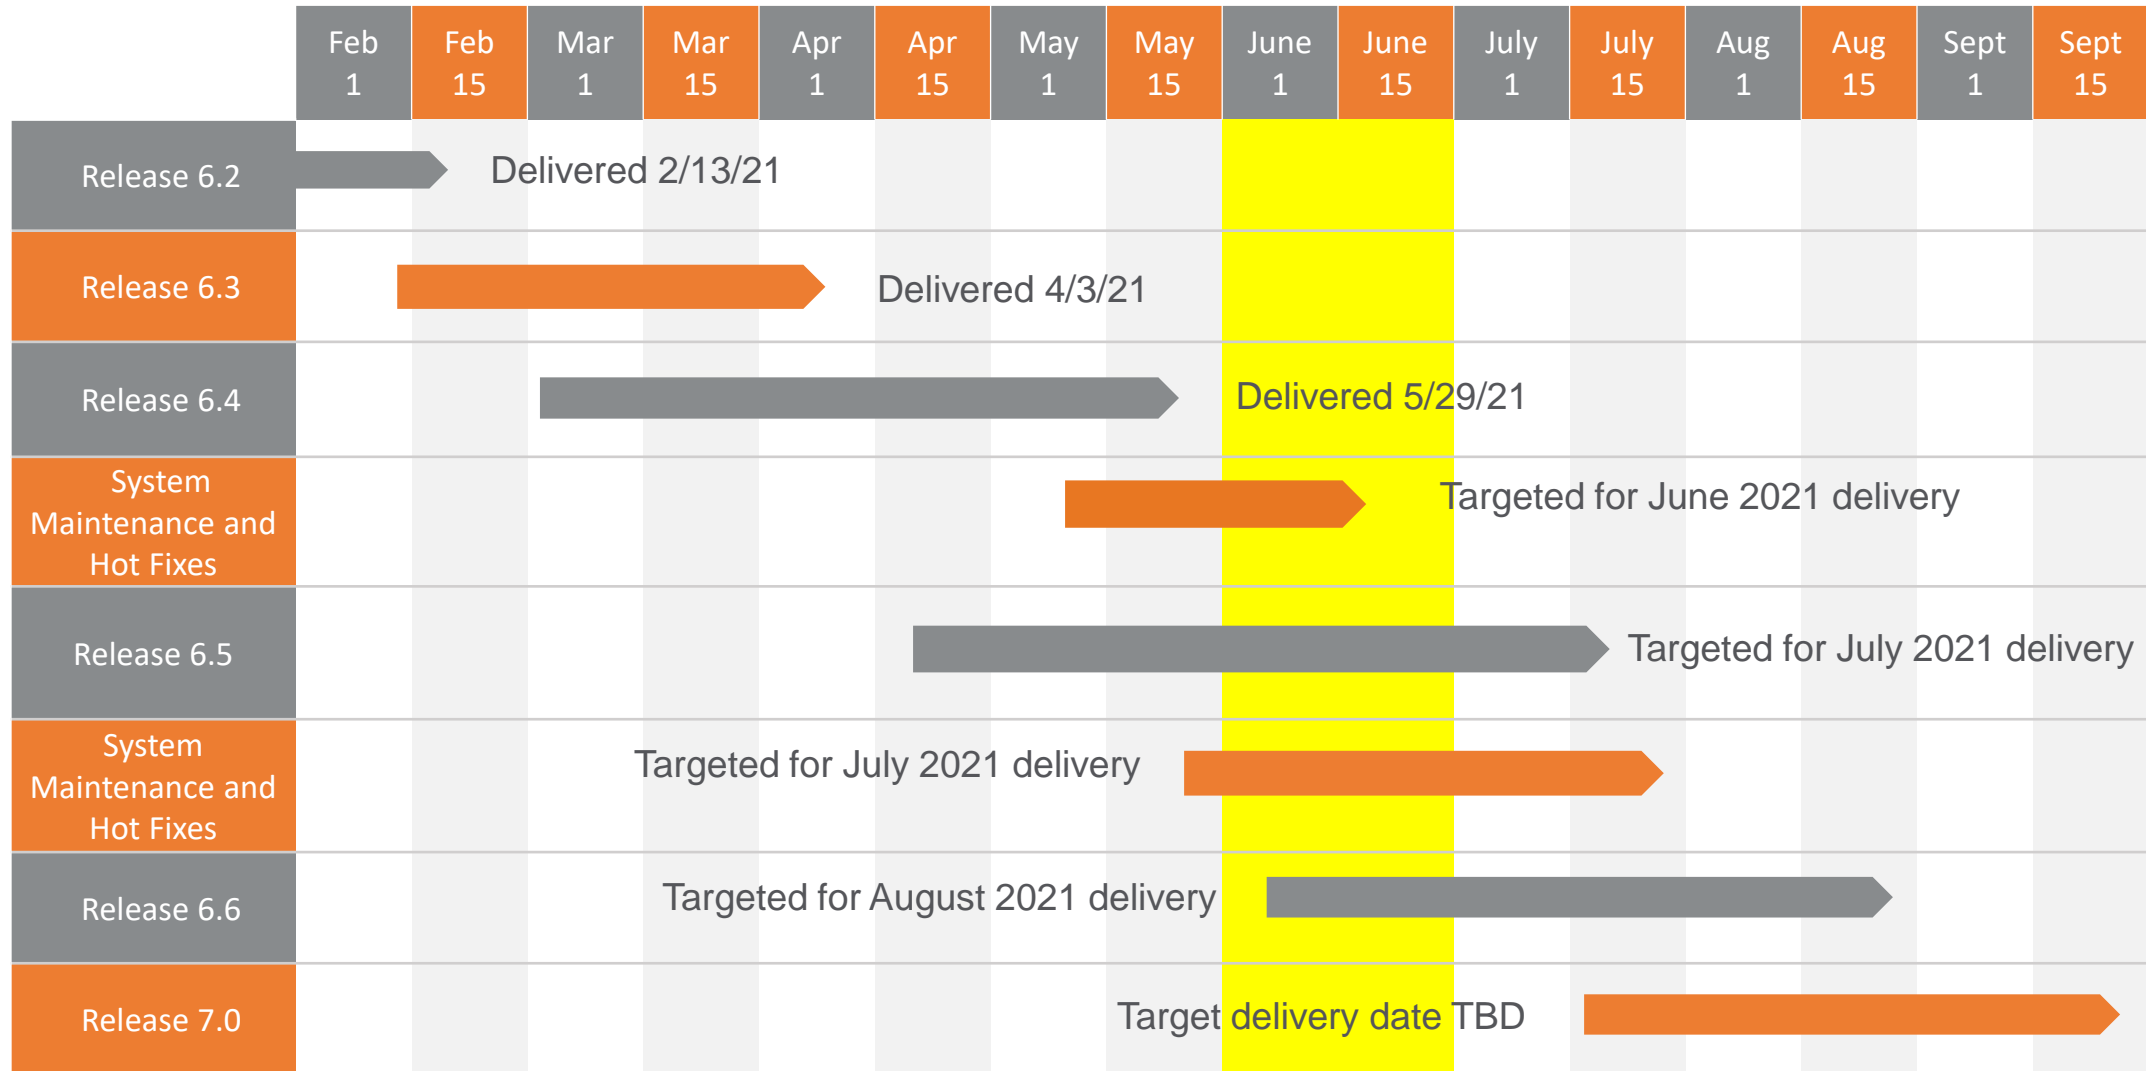 Feb 1
Feb 15
Mar 1
Mar 15
Apr 1
Apr 15
May 1
May 15
June 1
June 15
July 1
July 15
Aug 1
Aug 15
Sept 1
Sept 15
Release 6.2
Delivered 2/13/21
Release 6.3
Delivered 4/3/21
Release 6.4
Delivered 5/29/21
System
Maintenance and
Hot Fixes
Targeted for June 2021 delivery
Release 6.5
Targeted for July 2021 delivery
System
Maintenance and
Hot Fixes
Targeted for July 2021 delivery
Release 6.6
Targeted for August 2021 delivery
Release 7.0
Target delivery date TBD